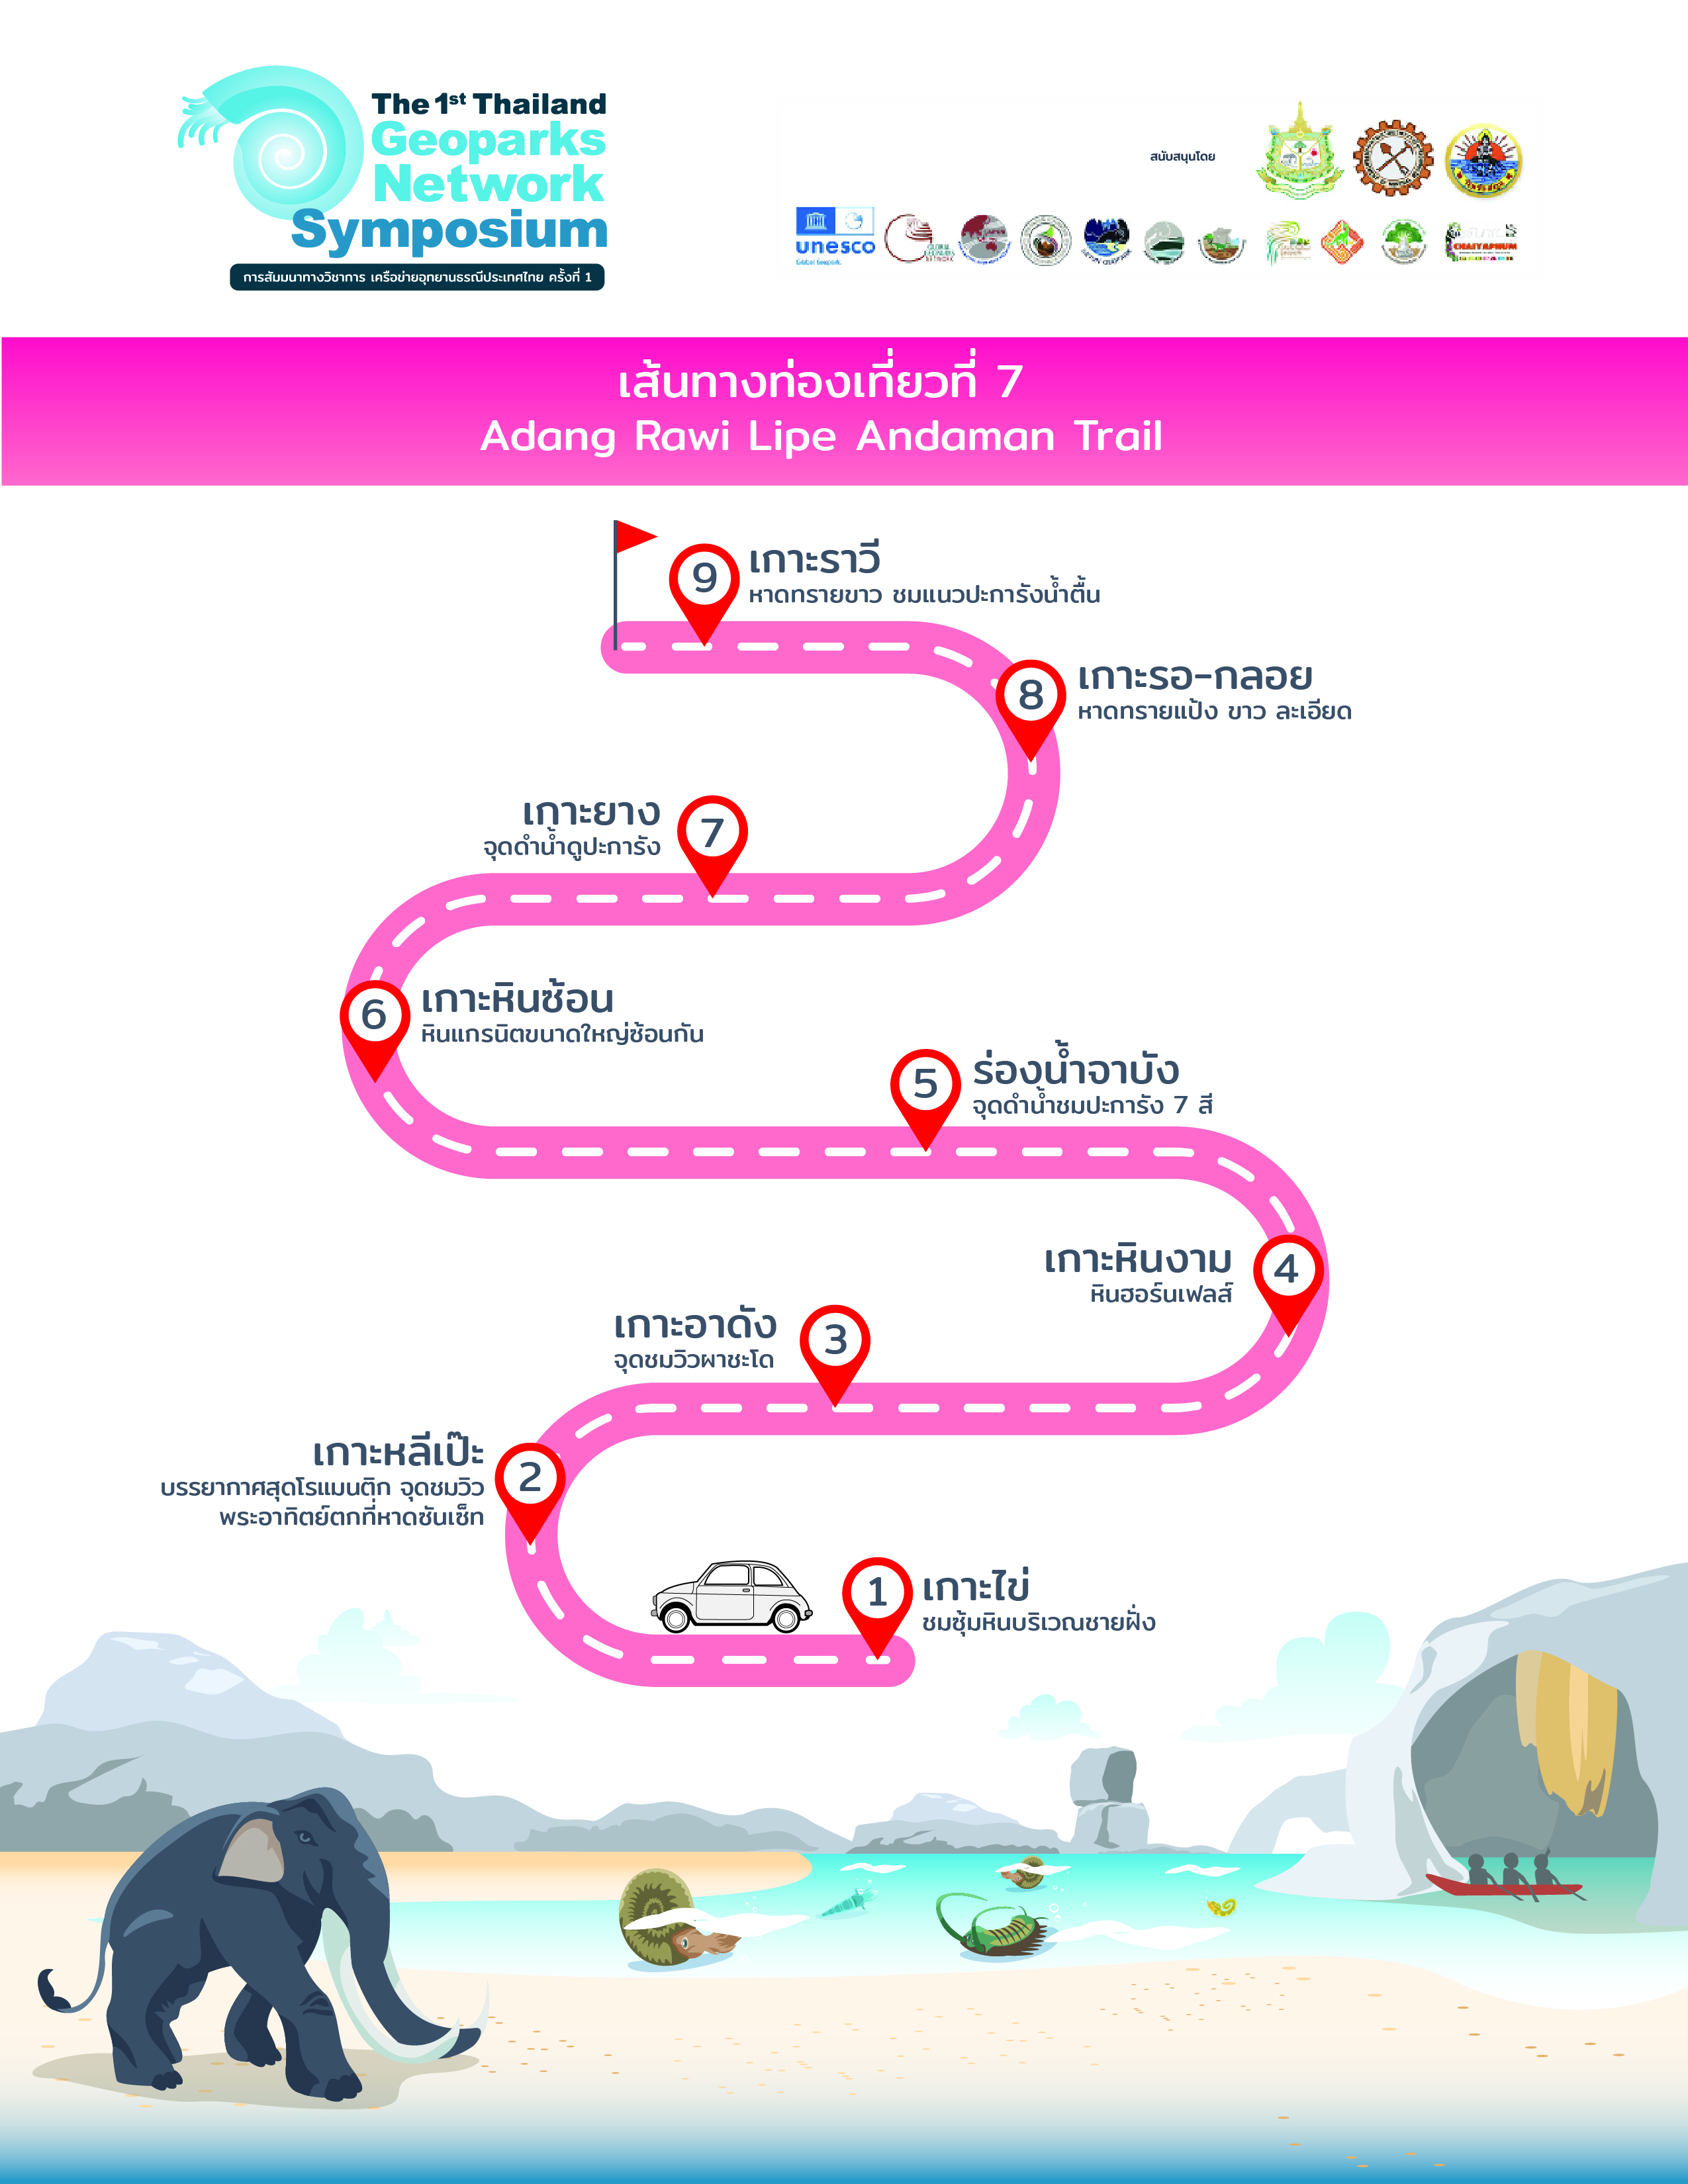 The 1st Thailand
Geoparks
Network
Symposium
การสัมมนาทางวิชาการ เครือข่ายอุทยานธรณีประเทศไทย ครั้งที่ 1
สนับสนุนโดย
unesco
Global Geopark
GLOBAL
GEOPARKS
NETWORK
SATUN GEOPARK
CHAIYAPHUM
เส้นทางท่องเที่ยวที่ 7
Adang Rawi Lipe Andaman Trail
9
เกาะราวี
หาดทรายขาว ชมแนวปะการังน้ำตื้น
8
เกาะรอ-กลอย
หาดทรายแป้ง ขาว ละเอียด
เกาะยาง
จุดดำน้ำดูปะการัง
7
6
เกาะหินซ้อน
หินแกรนิตขนาดใหญ่ซ้อนกัน
5
ร่องน้ำจาบัง
จุดดำน้ำชมปะการัง 7 สี
เกาะหินงาม
หินฮอร์นเฟลส์
4
เกาะอาดัง
จุดชมวิวผาชะโด
3
เกาะหลีเป๊ะ
บรรยากาศสุดโรแมนติก จุดชมวิว
พระอาทิตย์ตกที่หาดซันเซ็ท
2
1
เกาะไข่
ชมซุ้มหินบริเวณชายฝั่ง